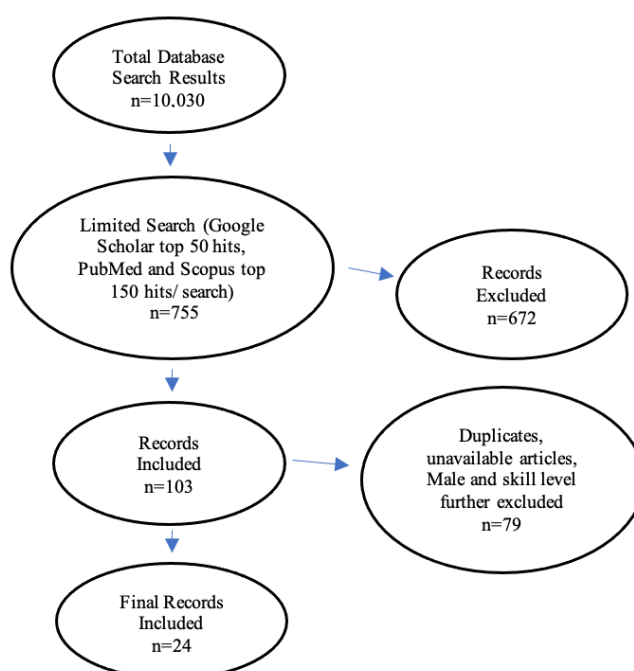 Total Database
Search Results
n=10,030
Limited Search (Google
Scholar top 50 hits,
PubMed and Scopus top
150 hits/ search)
n=755
Records
Excluded
n=672
Records
Included
n=103
Duplicates,
unavailable articles,
Male and skill level
further excluded
n=79
Final Records
Included
n=24